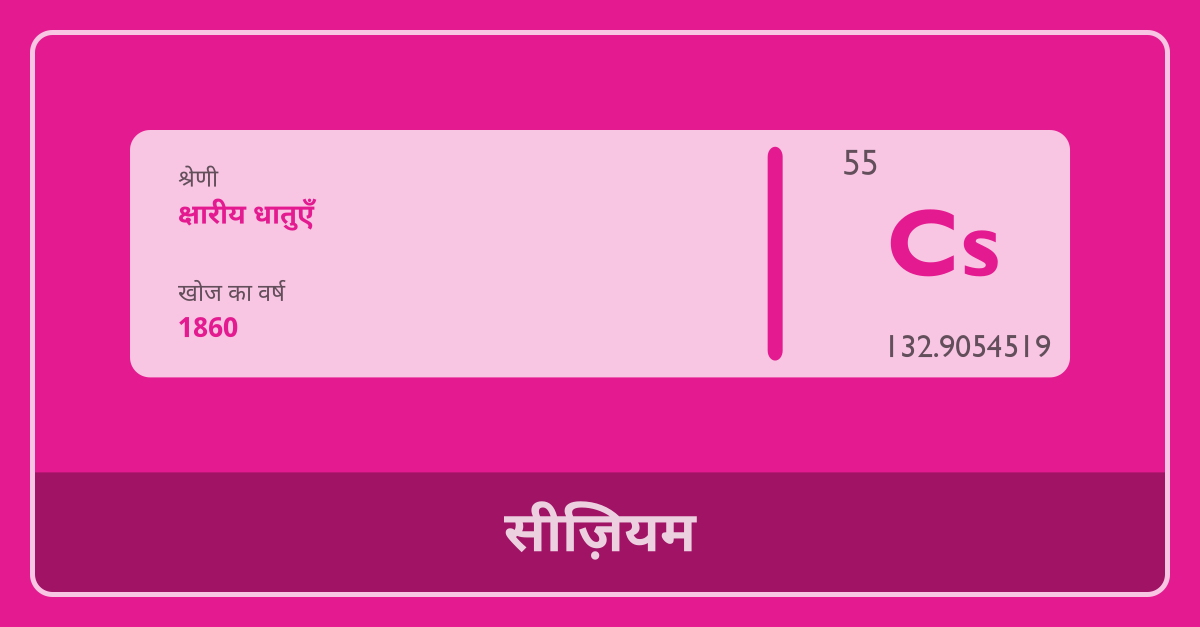 श्रेणी
क्षारीय धातुएँ
खोज का वर्ष
1860
55
Cs
132.9054519
सीज़ियम